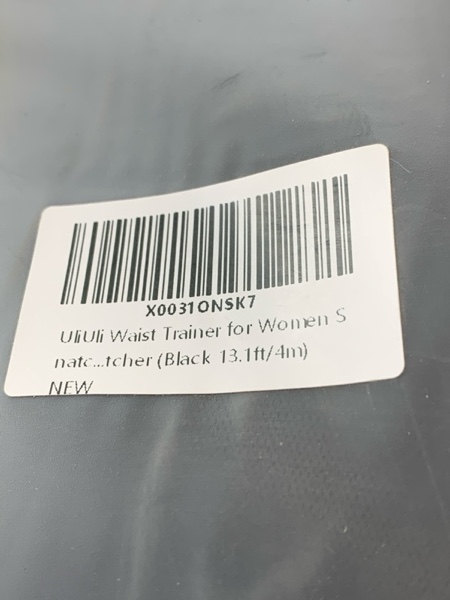 X0031ONSK7
UliUli Waist Trainer for Women S
natc...tcher (Black 13.1ft/4m)
NEW